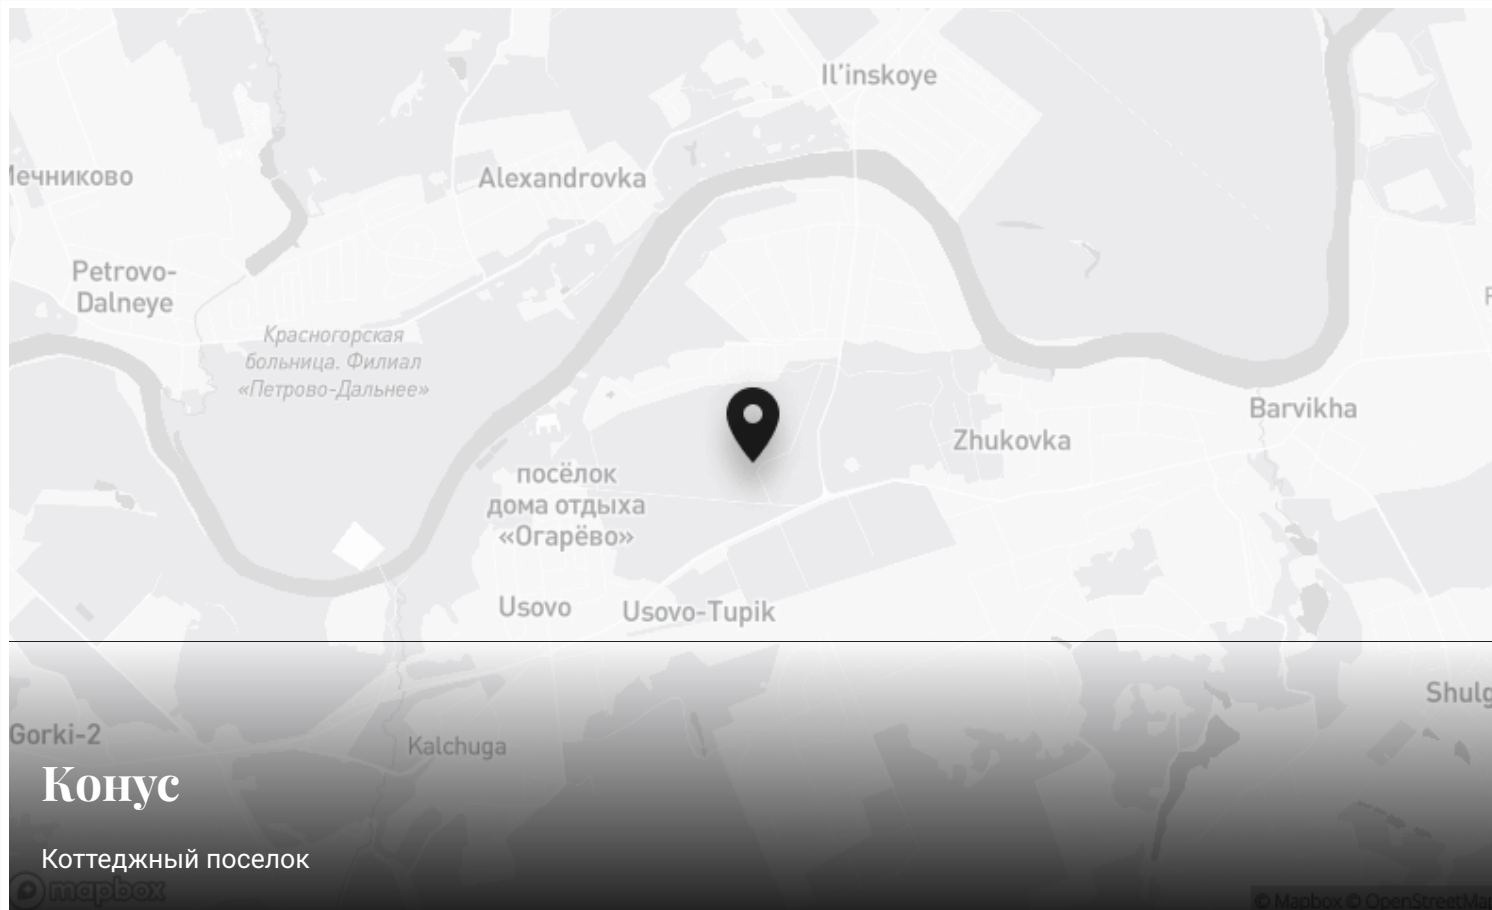 Il'inskoye
Мечниково
Alexandrovka
Petrovo-
Dalneye
Красногорская
больница. Филиал
«Петрово-Дальнее»
Barvikha
Zhukovka
посёлок
дома отдыха
«Огарёво»
Usovo
Usovo-Tupik
Shulg
Gorki-2
Kalchuga
Конус
Коттеджный поселок
mapbox
© Mapbox © OpenStreetMap